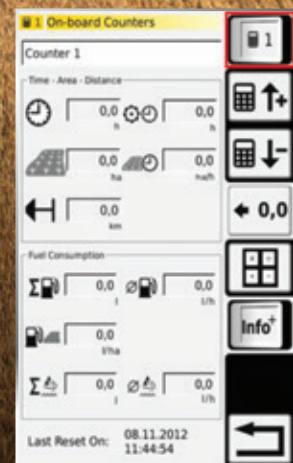 1 On-board Counters
Counter 1
1
Time - Area - Distance
0,0 0,0
h h
0,0 0,0
ha ha/h
0,0
km
← 0,0
Fuel Consumption
Σ 0,0 Ø 0,0
l l/h
0,0
l/ha
Info+
Σ 0,0 Ø 0,0
l l/h
Last Reset On: 08.11.2012
11:44:54